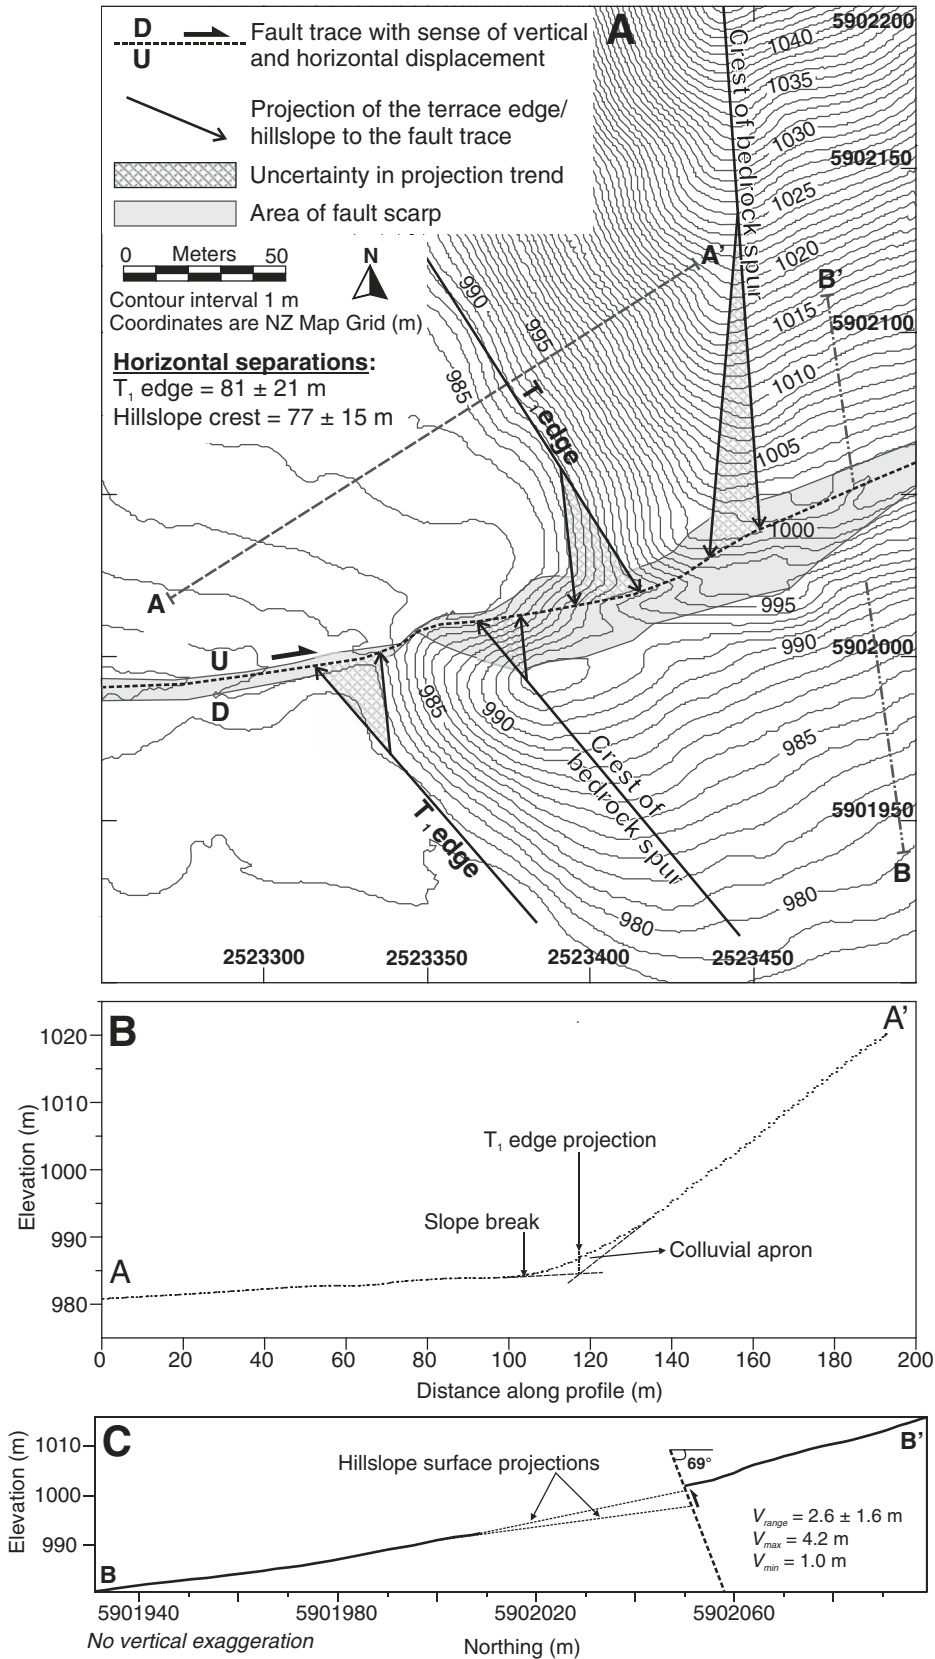 A
D
U
Fault trace with sense of vertical
and horizontal displacement
Projection of the terrace edge/
hillslope to the fault trace
Uncertainty in projection trend
Area of fault scarp
0 Meters 50
N
Contour interval 1 m
Coordinates are NZ Map Grid (m)
Horizontal separations:
T1 edge = 81 ± 21 m
Hillslope crest = 77 ± 15 m
5902200
1040
1035
1030
5902150
1025
1020
Crest of bedrock spur
A'
B'
1015
5902100
1010
1005
1000
995
990
5902000
985
5901950
980
B
990
995
985
T1 edge
A
U
D
985
990
Crest of
bedrock spur
T1 edge
980
2523300
2523350
2523400
2523450
B
A'
1020
1010
1000
990
980
Elevation (m)
T1 edge projection
Slope break
Colluvial apron
A
0 20 40 60 80 100 120 140 160 180 200
Distance along profile (m)
C
B'
1010
1000
990
Elevation (m)
Hillslope surface projections
69°
Vrange = 2.6 ± 1.6 m
Vmax = 4.2 m
Vmin = 1.0 m
B
5901940 5901980 5902020 5902060
No vertical exaggeration
Northing (m)